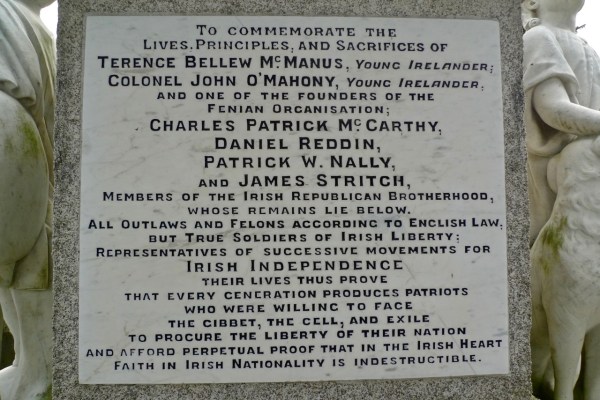 To commemorate the
Lives, Principles, and Sacrifices of
Terence Bellew McManus, Young Irelander;
Colonel John O'Mahony, Young Irelander;
and one of the founders of the
Fenian Organisation;
Charles Patrick McCarthy,
Daniel Reddin,
Patrick W. Nally,
and James Stritch,
Members of the Irish Republican Brotherhood,
whose remains lie below.
All Outlaws and Felons according to English Law,
but True Soldiers of Irish Liberty;
Representatives of successive movements for
Irish Independence
their lives thus prove
that every generation produces patriots
who were willing to face
the gibbet, the cell, and exile
to procure the liberty of their nation
and afford perpetual proof that in the Irish Heart
Faith in Irish Nationality is indestructible.